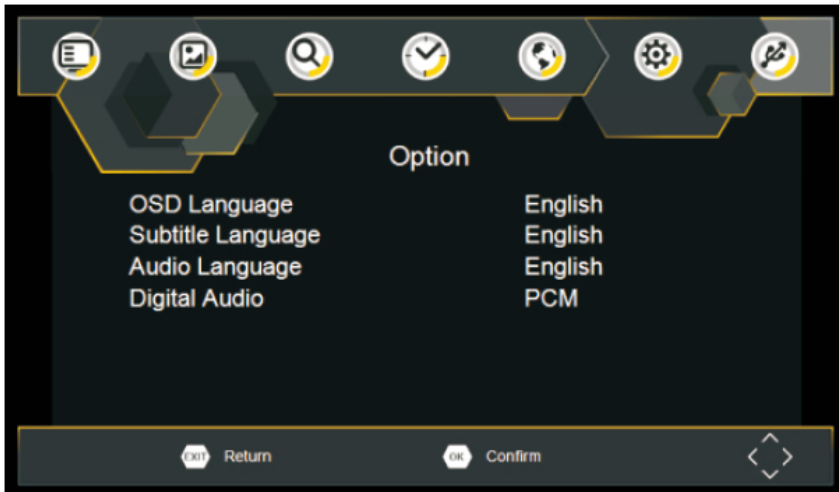 Option
OSD Language English
Subtitle Language English
Audio Language English
Digital Audio PCM
EXIT Return OK Confirm